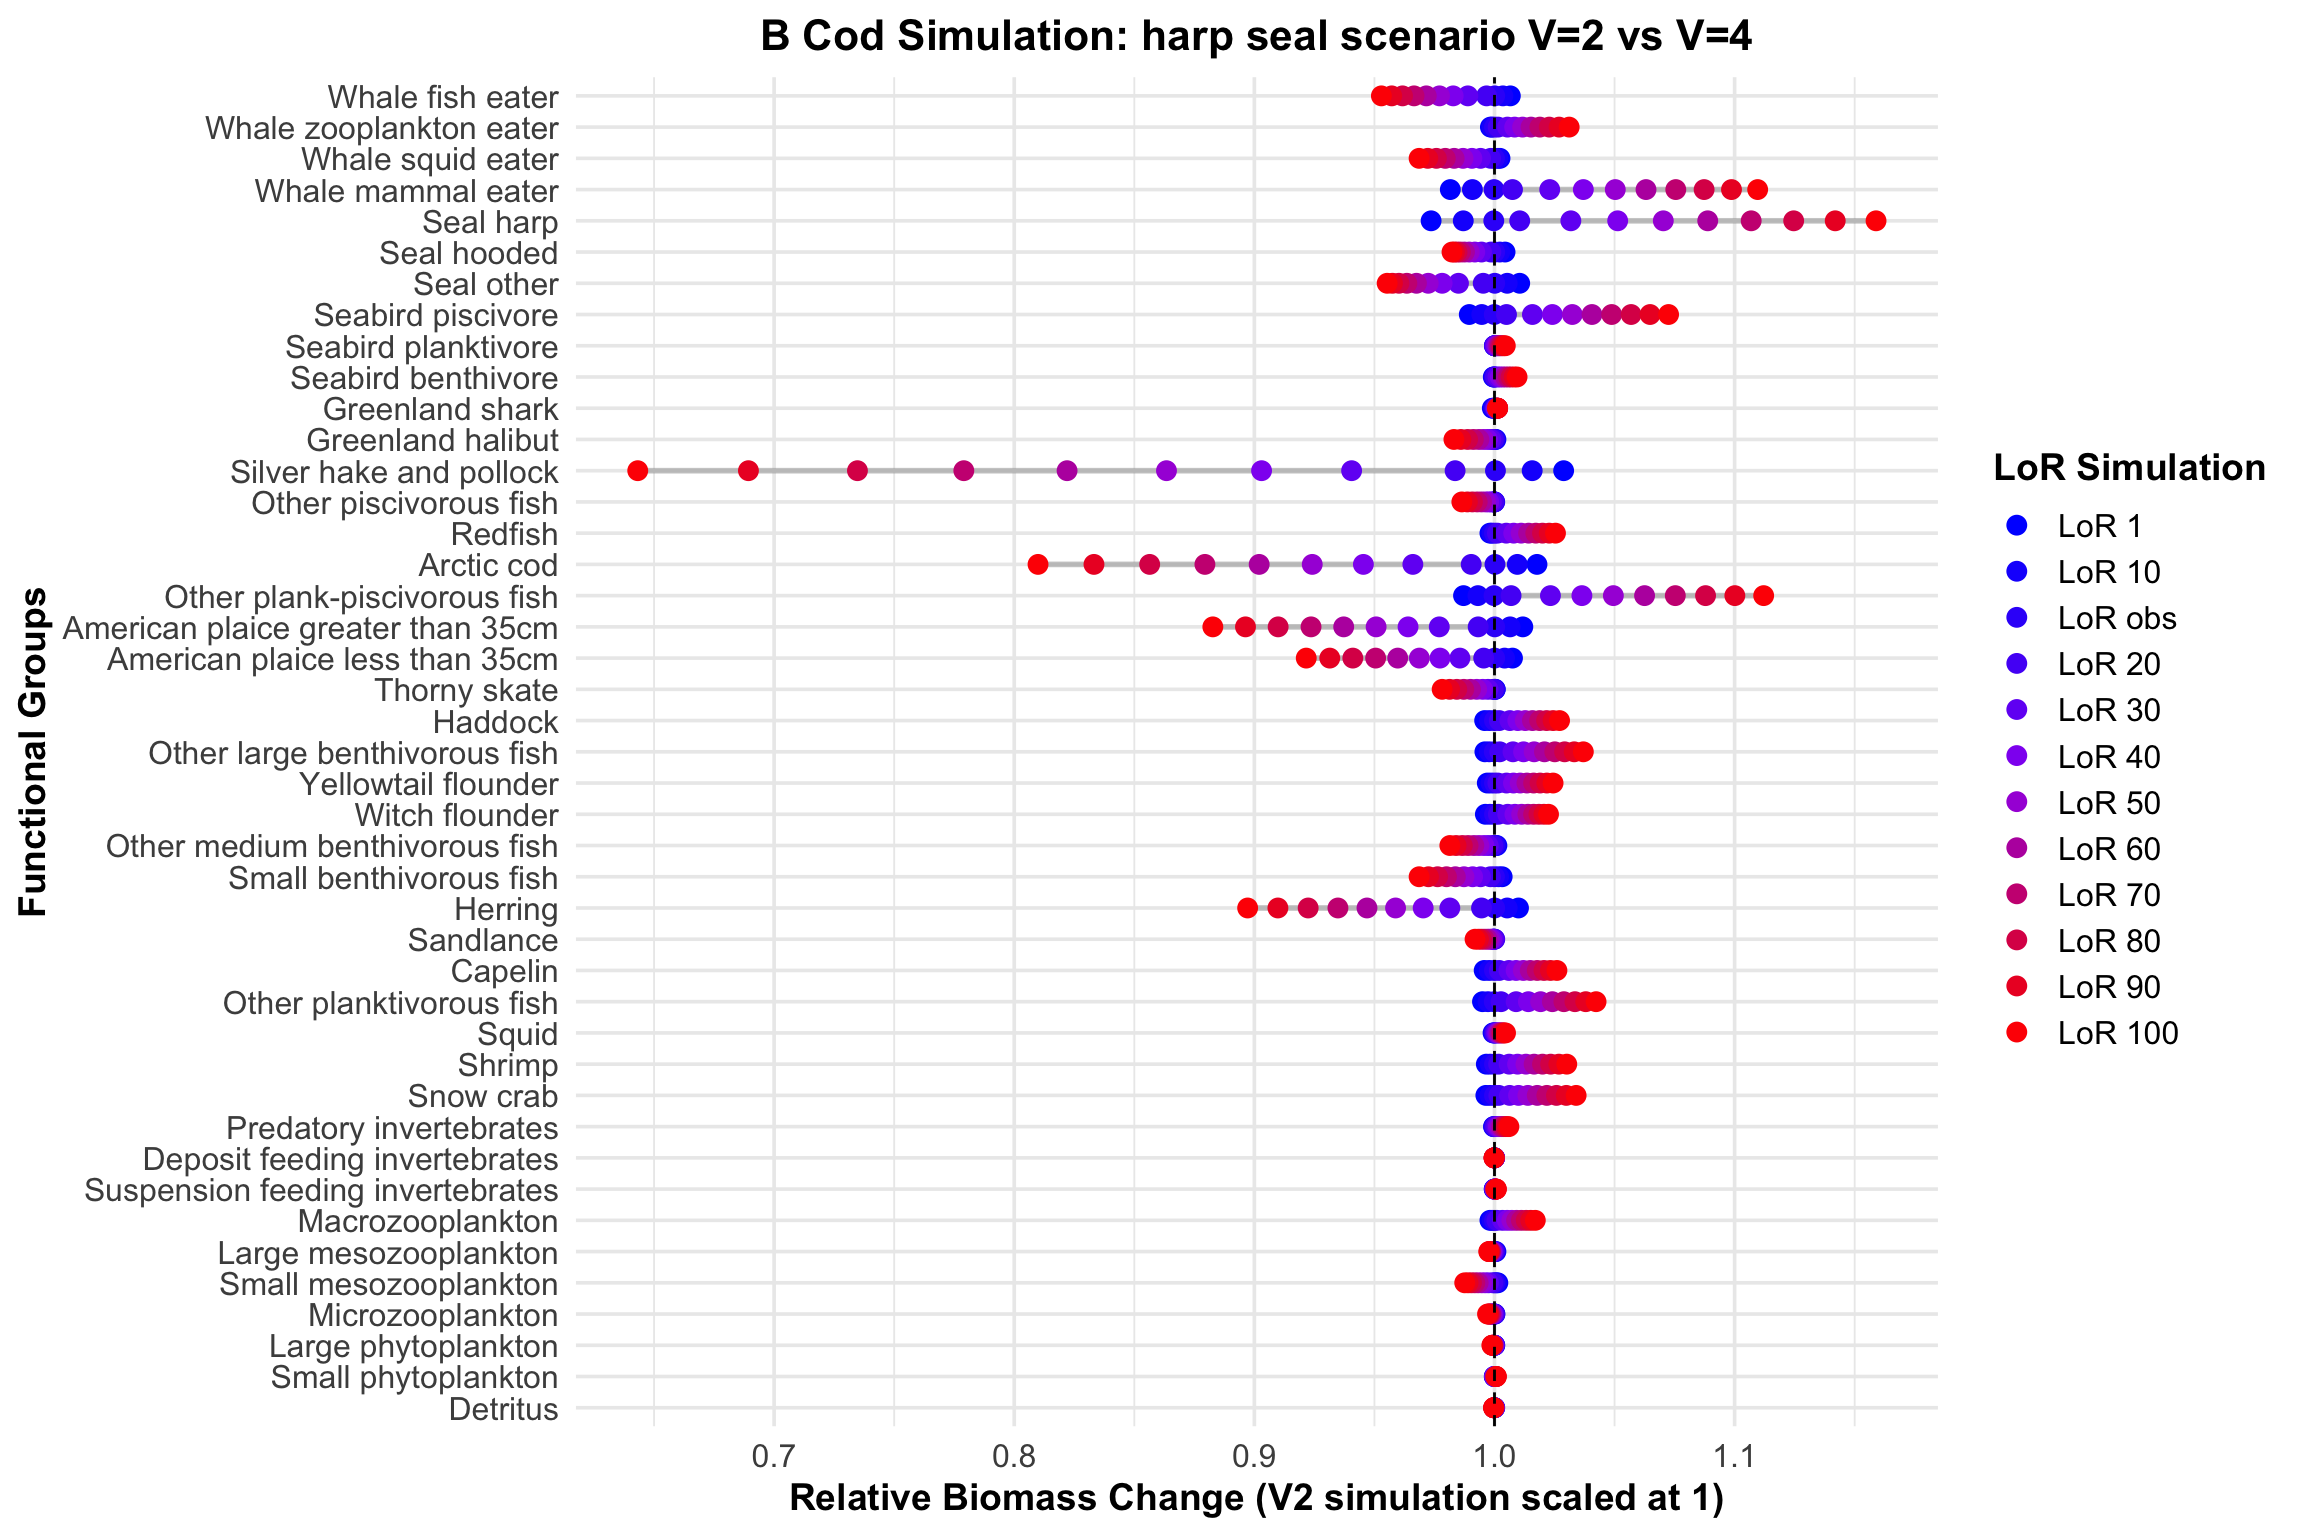 B Cod Simulation: harp seal scenario V=2 vs V=4
Functional Groups
Whale fish eater
Whale zooplankton eater
Whale squid eater
Whale mammal eater
Seal harp
Seal hooded
Seal other
Seabird piscivore
Seabird planktivore
Seabird benthivore
Greenland shark
Greenland halibut
Silver hake and pollock
Other piscivorous fish
Redfish
Arctic cod
Other plank-piscivorous fish
American plaice greater than 35cm
American plaice less than 35cm
Thorny skate
Haddock
Other large benthivorous fish
Yellowtail flounder
Witch flounder
Other medium benthivorous fish
Small benthivorous fish
Herring
Sandlance
Capelin
Other planktivorous fish
Squid
Shrimp
Snow crab
Predatory invertebrates
Deposit feeding invertebrates
Suspension feeding invertebrates
Macrozooplankton
Large mesozooplankton
Small mesozooplankton
Microzooplankton
Large phytoplankton
Small phytoplankton
Detritus
0.7 0.8 0.9 1.0 1.1
Relative Biomass Change (V2 simulation scaled at 1)
LoR Simulation
LoR 1
LoR 10
LoR obs
LoR 20
LoR 30
LoR 40
LoR 50
LoR 60
LoR 70
LoR 80
LoR 90
LoR 100